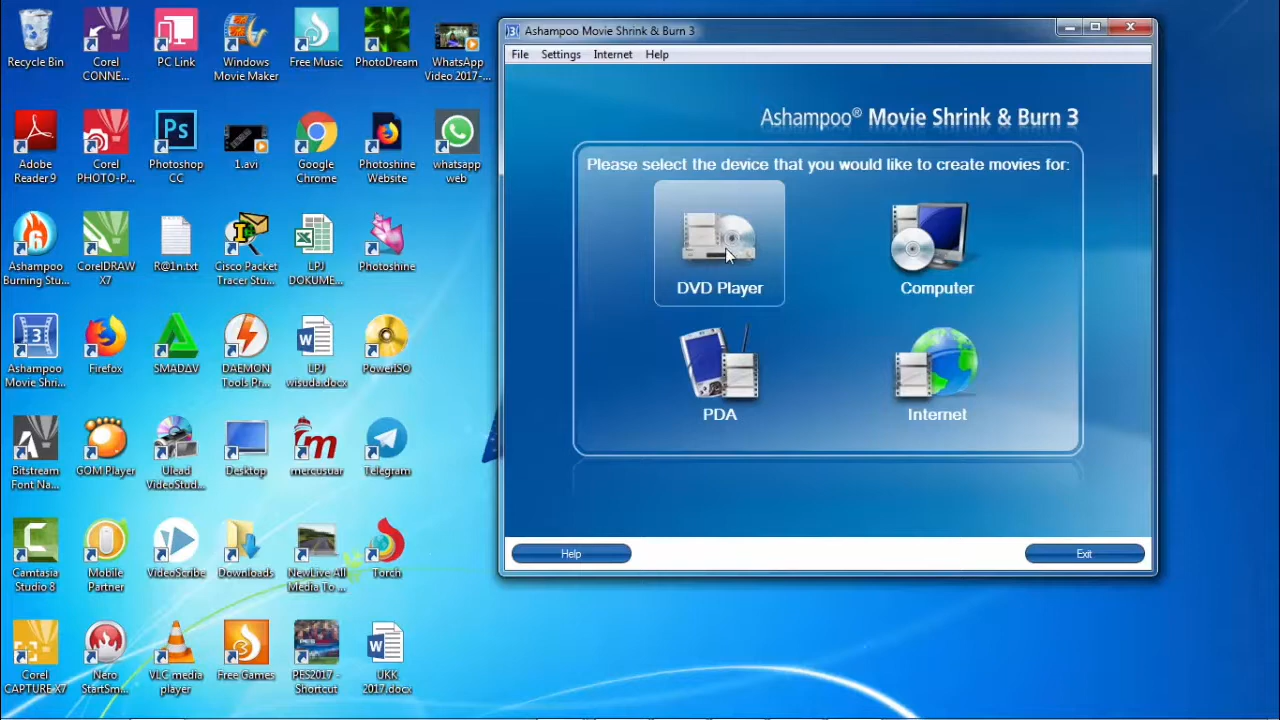 Recycle Bin
Corel
CONNE...
PC Link
Windows
Movie Maker
Free Music
PhotoDream
WhatsApp
Video 2017-...
Adobe
Reader 9
Corel
PHOTO-P...
Ps
Photoshop
CC
1.avi
Google
Chrome
Photoshine
Website
whatsapp
web
Ashampoo
Burning Stu...
CorelDRAW
X7
R@1n.txt
Cisco Packet
Tracer Stu...
LPJ
DOKUME...
Photoshine
3
Ashampoo
Movie Shri...
Firefox
SMADΔV
DAEMON
Tools Pr...
LPJ
wisuda.docx
PowerISO
Bitstream
Font Na...
GOM Player
Ulead
VideoStud...
Desktop
m
mercusuar
Telegram
Camtasia
Studio 8
Mobile
Partner
VideoScribe
Downloads
NewLive All
Media To ...
Torch
Corel
CAPTURE X7
Nero
StartSm...
VLC media
player
Free Games
PES2017 -
Shortcut
UKK
2017.docx
Ashampoo Movie Shrink & Burn 3
File Settings Internet Help
Ashampoo® Movie Shrink & Burn 3
Please select the device that you would like to create movies for:
DVD Player
Computer
PDA
Internet
Help
Exit